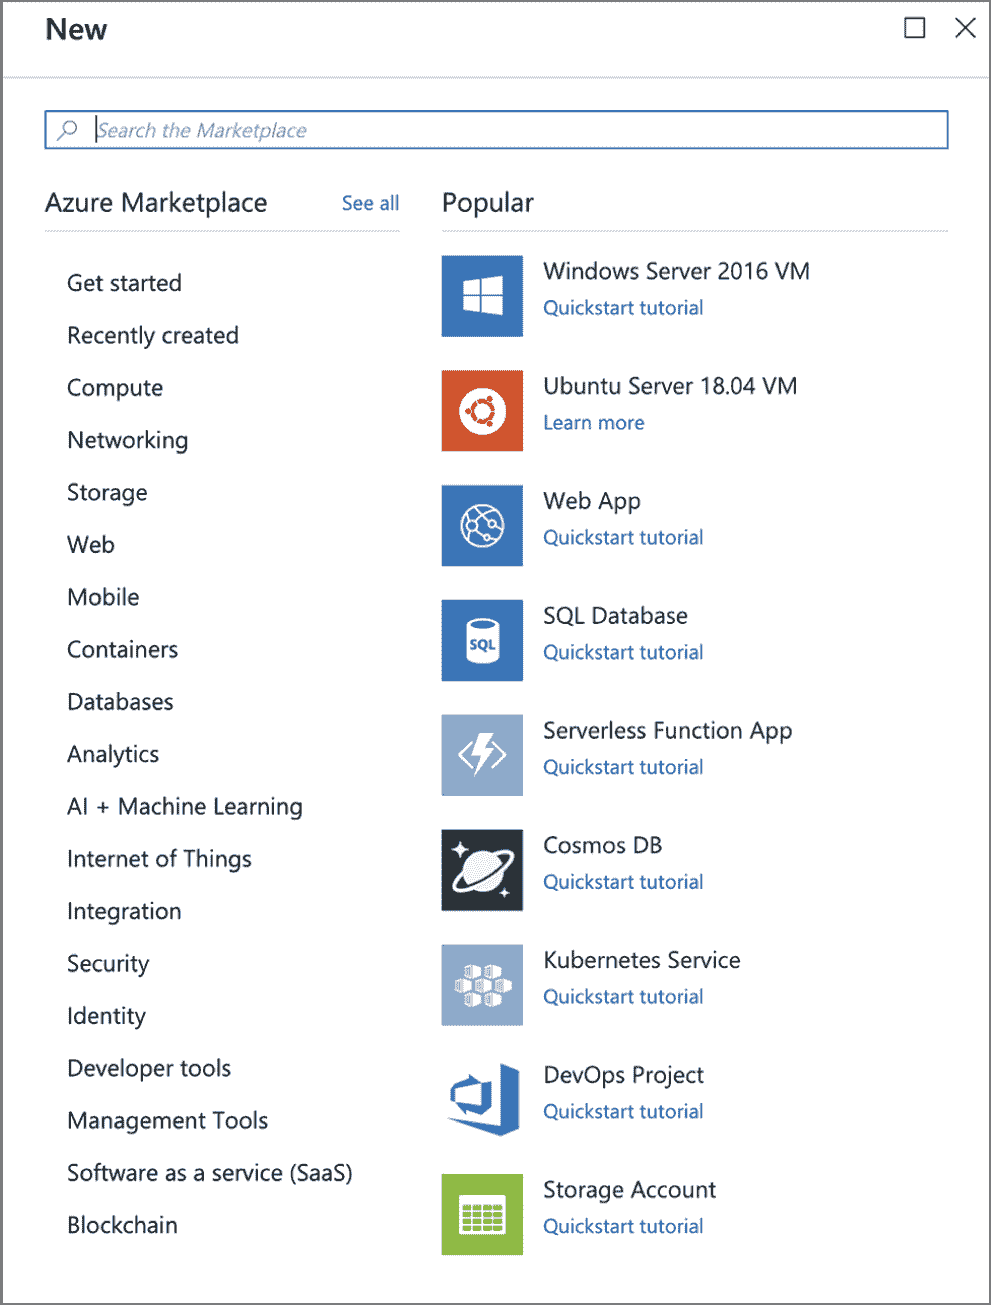 New
Search the Marketplace
Azure Marketplace
See all
Get started
Recently created
Compute
Networking
Storage
Web
Mobile
Containers
Databases
Analytics
AI + Machine Learning
Internet of Things
Integration
Security
Identity
Developer tools
Management Tools
Software as a service (SaaS)
Blockchain
Popular
Windows Server 2016 VM
Quickstart tutorial
Ubuntu Server 18.04 VM
Learn more
Web App
Quickstart tutorial
SQL
SQL Database
Quickstart tutorial
Serverless Function App
Quickstart tutorial
Cosmos DB
Quickstart tutorial
Kubernetes Service
Quickstart tutorial
DevOps Project
Quickstart tutorial
Storage Account
Quickstart tutorial